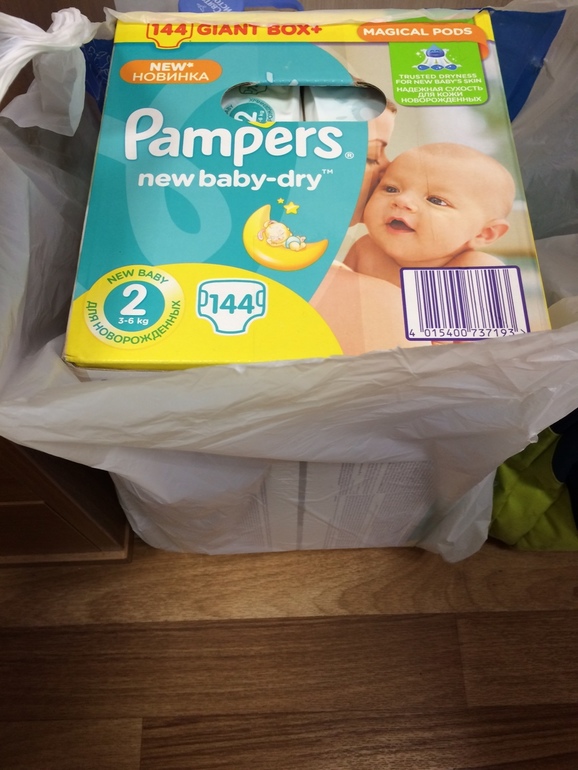 144 GIANT BOX+
MAGICAL PODS
NEW*
НОВИНКА
TRUSTED DRYNESS
FOR NEW BABY'S SKIN
НАДЕЖНАЯ СУХОСТЬ
ДЛЯ КОЖИ
НОВОРОЖДЕННЫХ
2
Pampers®
new baby-dry™
NEW BABY
2
3-6 kg
ДЛЯ НОВОРОЖДЕННЫХ
144
4 015400 737193 >